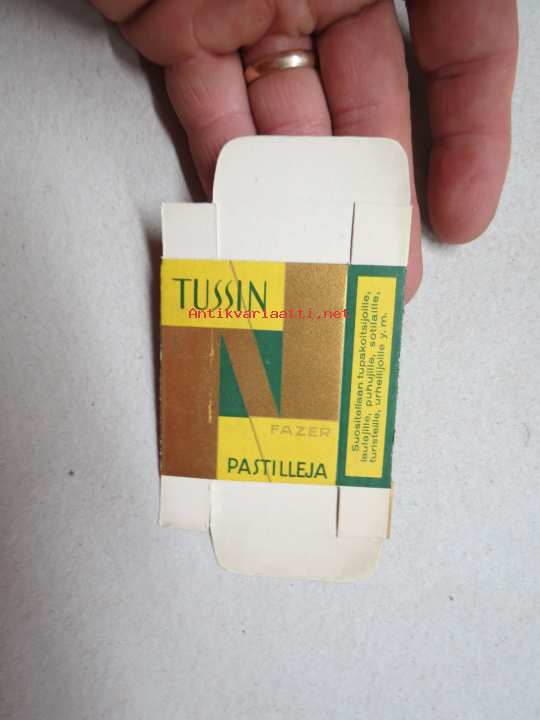 TUSSIN
Antikvariaatti.net
N
FAZER
PASTILLEJA
Suositellaan tupakoitsijoille,
laulajille, puhujille, sotilaille,
turisteille, urheilijoille y.m.